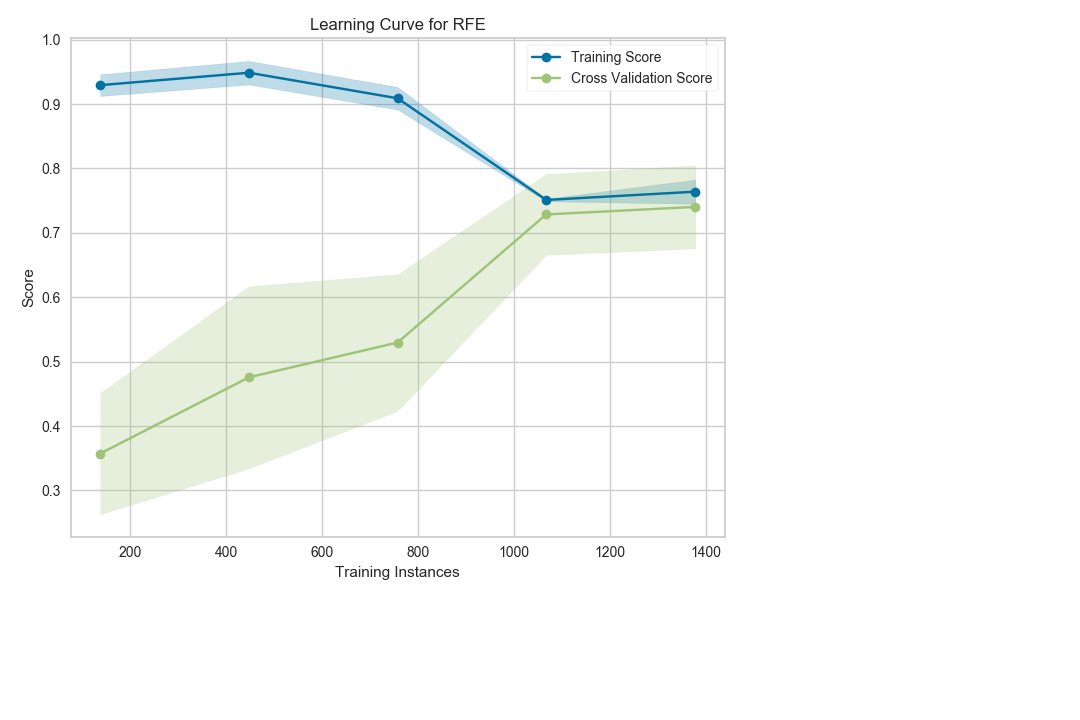 Learning Curve for RFE
Training Score
Cross Validation Score
1.0
0.9
0.8
0.7
0.6
0.5
0.4
0.3
Score
200 400 600 800 1000 1200 1400
Training Instances